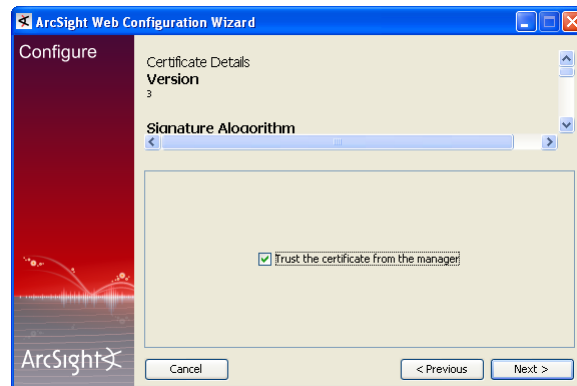 ArcSight Web Configuration Wizard
Configure
Certificate Details
Version
3
Signature Alogorithm
Trust the certificate from the manager
ArcSight
Cancel
< Previous
Next >